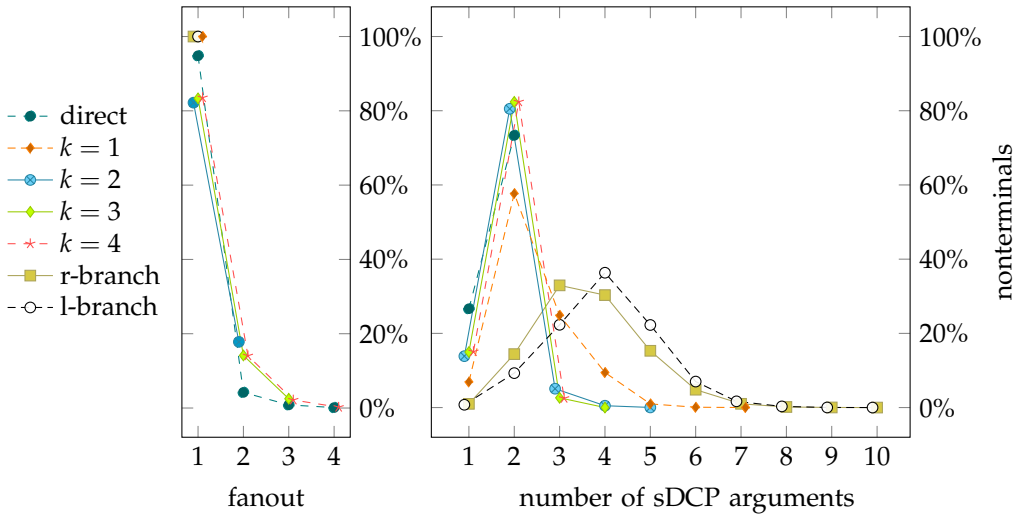 direct
k = 1
k = 2
k = 3
k = 4
r-branch
l-branch
100%
80%
60%
40%
20%
0%
1 2 3 4
fanout
100%
80%
60%
40%
20%
0%
nonterminals
1 2 3 4 5 6 7 8 9 10
number of sDCP arguments